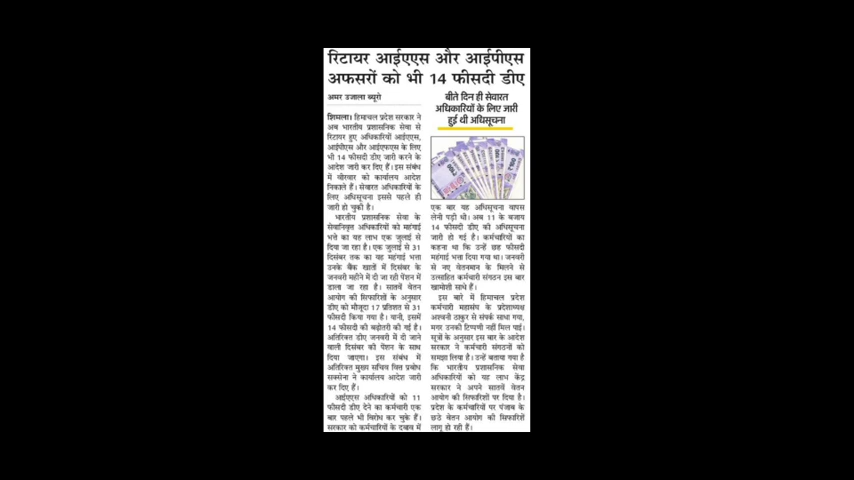 रिटायर आईएएस और आईपीएस
अफसरों को भी 14 फीसदी डीए
अमर उजाला ब्यूरो
शिमला। हिमाचल प्रदेश सरकार ने
अब भारतीय प्रशासनिक सेवा से
रिटायर हुए अधिकारियों आईएएस,
आईपीएस और आईएफएस के लिए
भी 14 फीसदी डीए जारी करने के
आदेश जारी कर दिए हैं। इस संबंध
में वीरवार को कार्यालय आदेश
निकाले हैं। सेवारत अधिकारियों के
लिए अधिसूचना इससे पहले ही
जारी हो चुकी है।
भारतीय प्रशासनिक सेवा के
सेवानिवृत्त अधिकारियों को महंगाई
भत्ते का यह लाभ एक जुलाई से
दिया जा रहा है। एक जुलाई से 31
दिसंबर तक का यह महंगाई भत्ता
उनके बैंक खातों में दिसंबर के
जनवरी महीने में दी जा रही पेंशन में
डाला जा रहा है। सातवें वेतन
आयोग की सिफारिशों के अनुसार
डीए को मौजूदा 17 प्रतिशत से 31
फीसदी किया गया है। यानी, इसमें
14 फीसदी की बढ़ोतरी की गई है।
अतिरिक्त डीए जनवरी में दी जाने
वाली दिसंबर की पेंशन के साथ
दिया जाएगा। इस संबंध में
अतिरिक्त मुख्य सचिव वित्त प्रबोध
सक्सेना ने कार्यालय आदेश जारी
कर दिए हैं।
आईएएस अधिकारियों को 11
फीसदी डीए देने का कर्मचारी एक
बार पहले भी विरोध कर चुके हैं।
सरकार को कर्मचारियों के दबाव में
बीते दिन ही सेवारत
अधिकारियों के लिए जारी
हुई थी अधिसूचना
एक बार यह अधिसूचना वापस
लेनी पड़ी थी। अब 11 के बजाय
14 फीसदी डीए की अधिसूचना
जारी हो गई है। कर्मचारियों का
कहना था कि उन्हें छह फीसदी
महंगाई भत्ता दिया गया था। जनवरी
से नए वेतनमान के मिलने से
उत्साहित कर्मचारी संगठन इस बार
खामोशी साधे हैं।
इस बारे में हिमाचल प्रदेश
कर्मचारी महासंघ के प्रदेशाध्यक्ष
अश्वनी ठाकुर से संपर्क साधा गया,
मगर उनकी टिप्पणी नहीं मिल पाई।
सूत्रों के अनुसार इस बार के आदेश
सरकार ने कर्मचारी संगठनों को
समझा लिया है। उन्हें बताया गया है
कि भारतीय प्रशासनिक सेवा
अधिकारियों को यह लाभ केंद्र
सरकार ने अपने सातवें वेतन
आयोग की सिफारिशों पर दिया है।
प्रदेश के कर्मचारियों पर पंजाब के
छठे वेतन आयोग की सिफारिशें
लागू हो रही हैं।